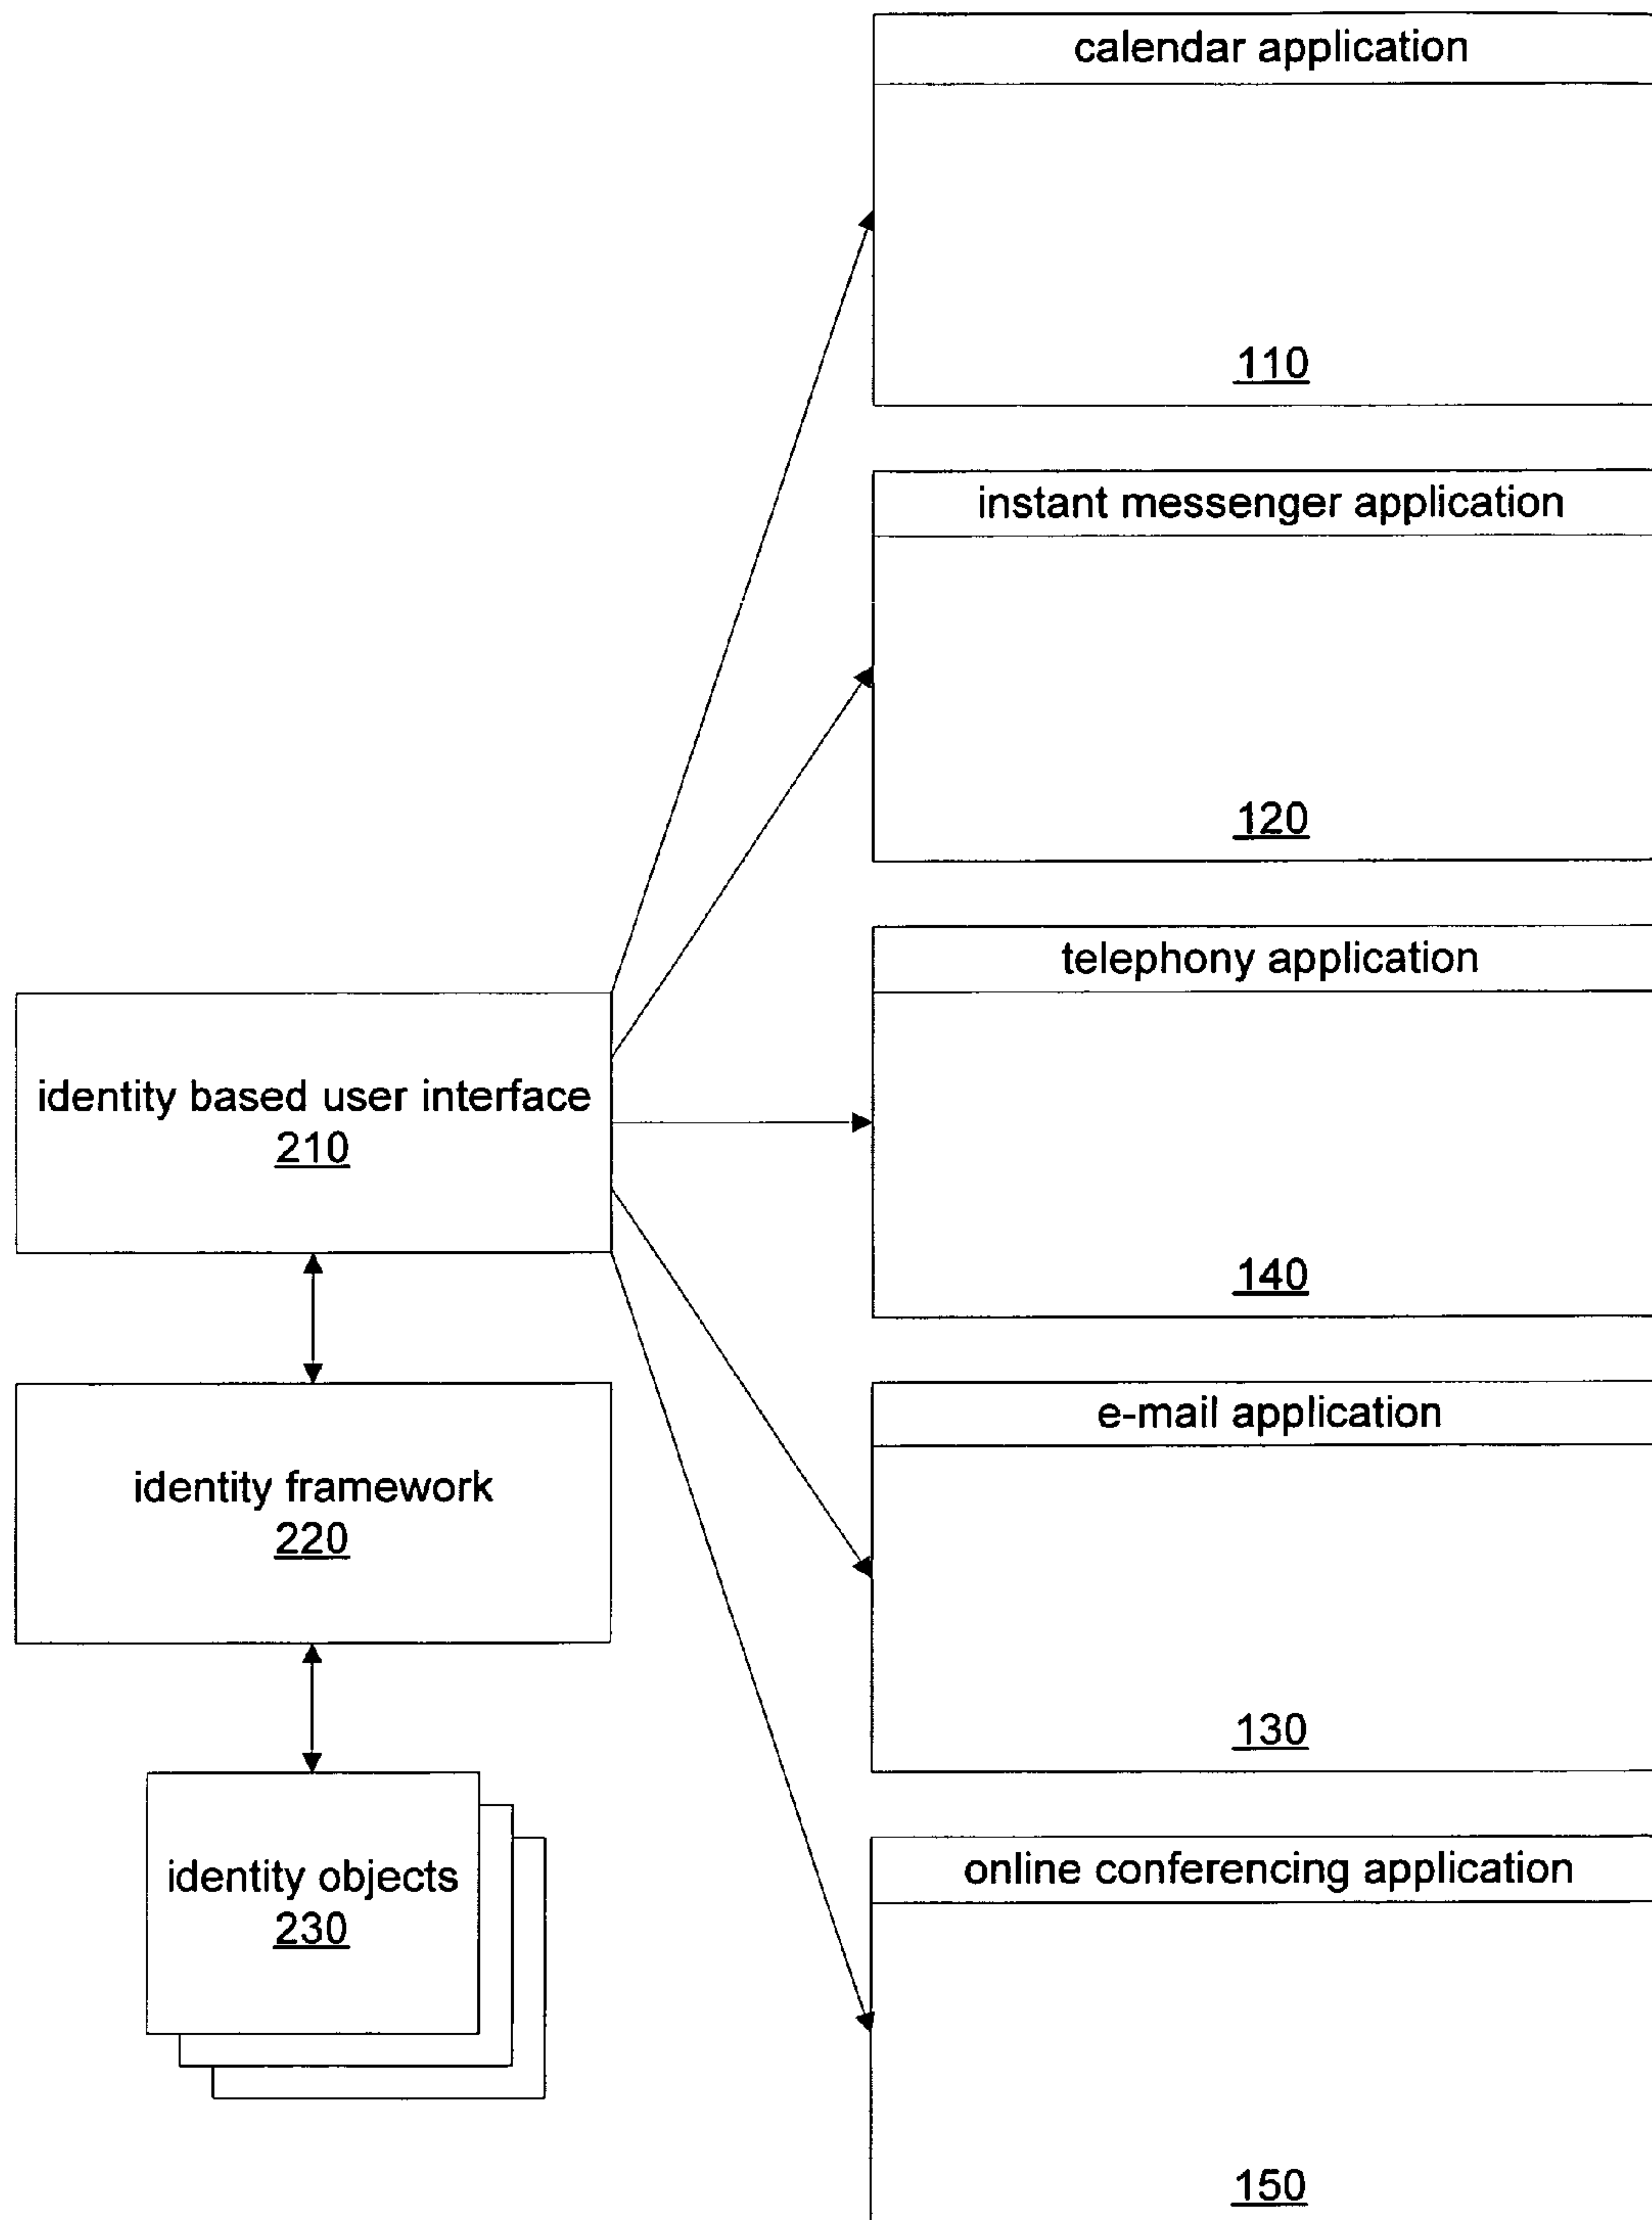 calendar application
110
instant messenger application
120
telephony application
140
identity based user interface
210
identity framework
220
e-mail application
130
identity objects
230
online conferencing application
150